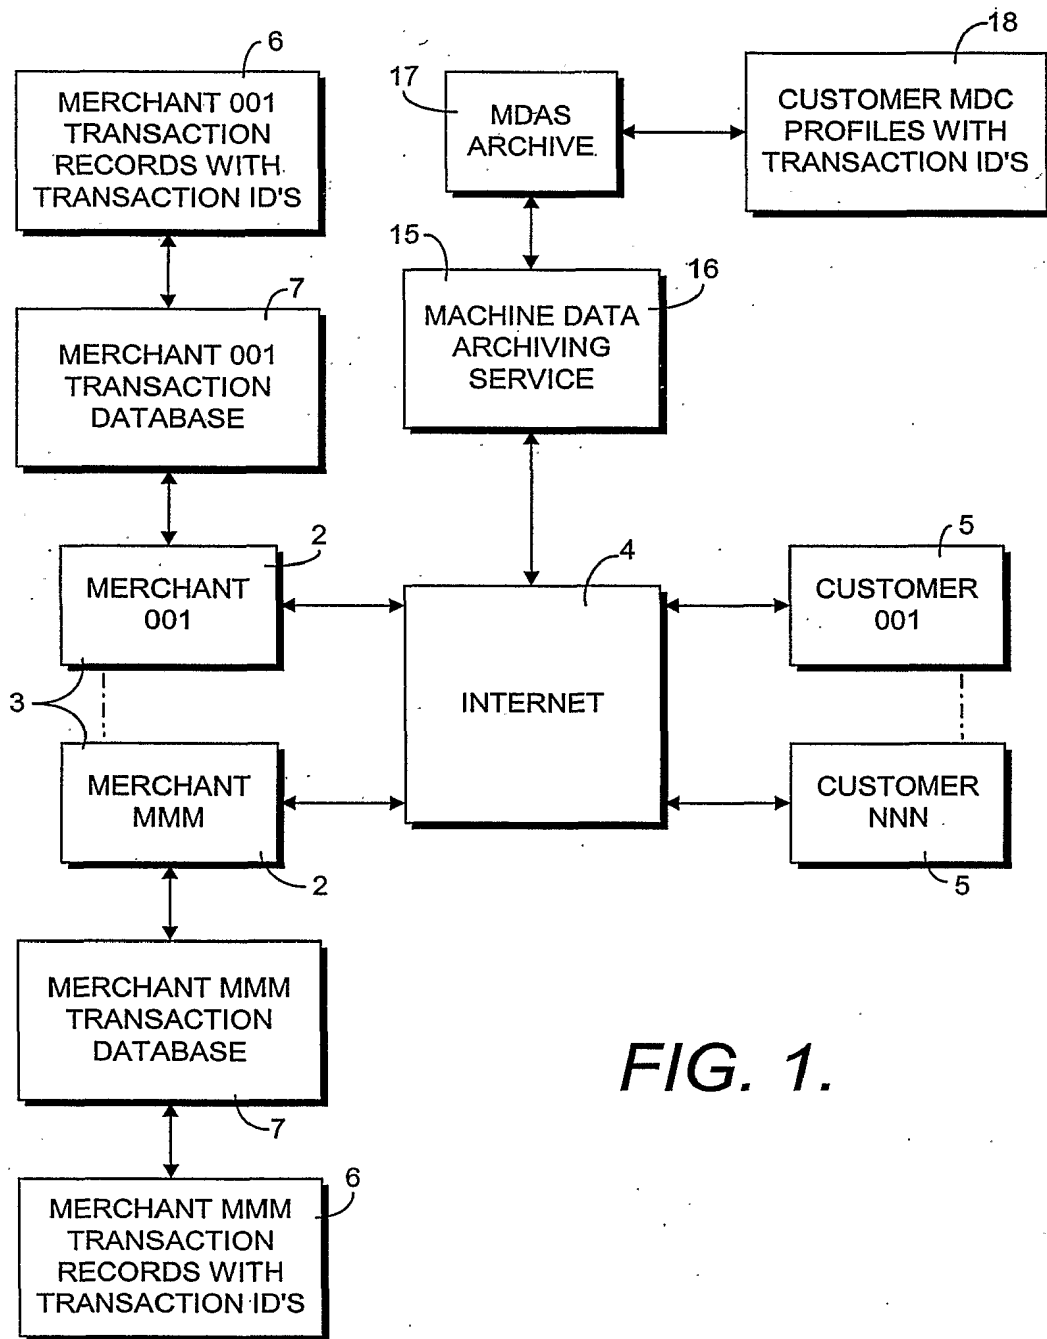 6
MERCHANT 001
TRANSACTION
RECORDS WITH
TRANSACTION ID'S
17
MDAS
ARCHIVE
18
CUSTOMER MDC
PROFILES WITH
TRANSACTION ID'S
7
MERCHANT 001
TRANSACTION
DATABASE
15
16
MACHINE DATA
ARCHIVING
SERVICE
2
MERCHANT
001
4
INTERNET
5
CUSTOMER
001
3
MERCHANT
MMM
2
CUSTOMER
NNN
5
MERCHANT MMM
TRANSACTION
DATABASE
7
FIG. 1.
6
MERCHANT MMM
TRANSACTION
RECORDS WITH
TRANSACTION ID'S